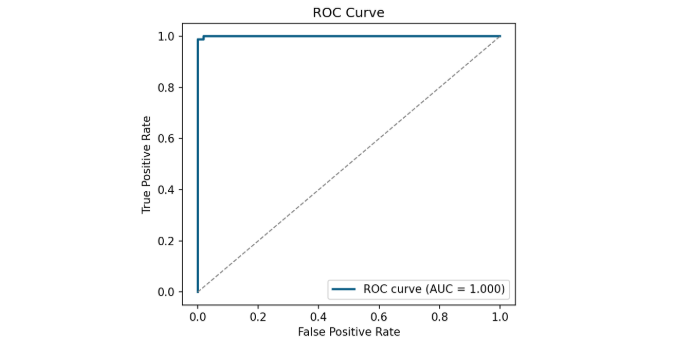 ROC Curve
1.0
0.8
0.6
0.4
0.2
0.0
True Positive Rate
ROC curve (AUC = 1.000)
0.0 0.2 0.4 0.6 0.8 1.0
False Positive Rate